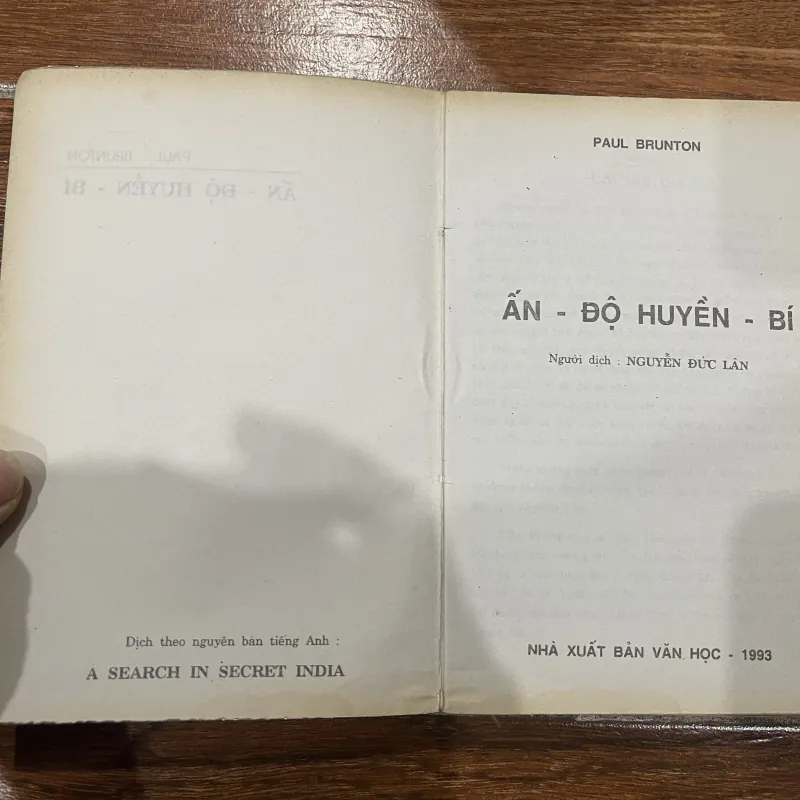 Dịch theo nguyên bản tiếng Anh :
A SEARCH IN SECRET INDIA
PAUL BRUNTON
ẤN - ĐỘ HUYỀN - BÍ
Người dịch : NGUYỄN ĐỨC LÂN
NHÀ XUẤT BẢN VĂN HỌC - 1993